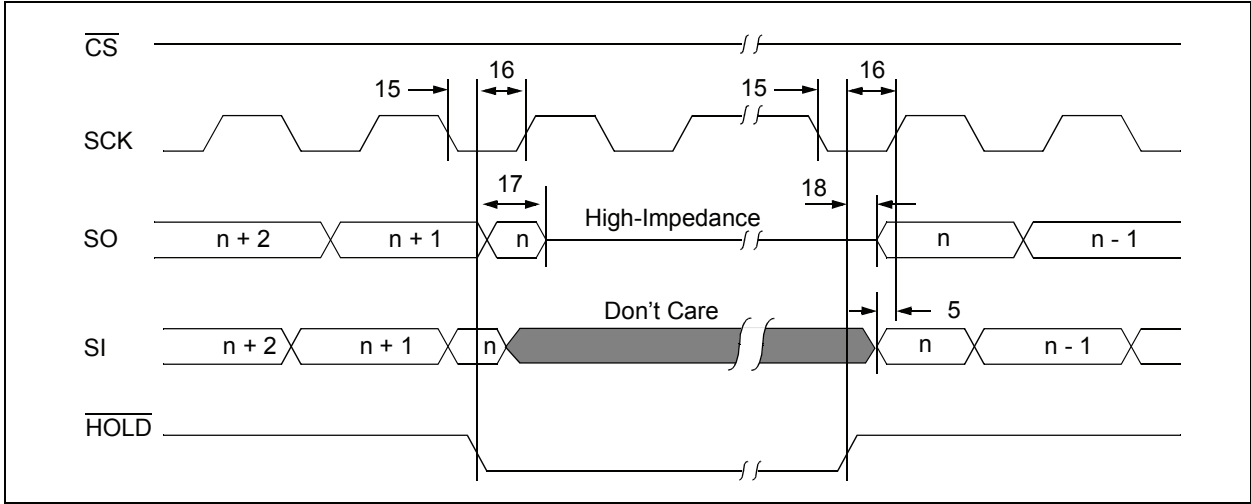 CS
15
16
15
16
SCK
17
18
SO
n + 2
n + 1
n
High-Impedance
n
n - 1
Don't Care
5
SI
n + 2
n + 1
n
n
n - 1
HOLD